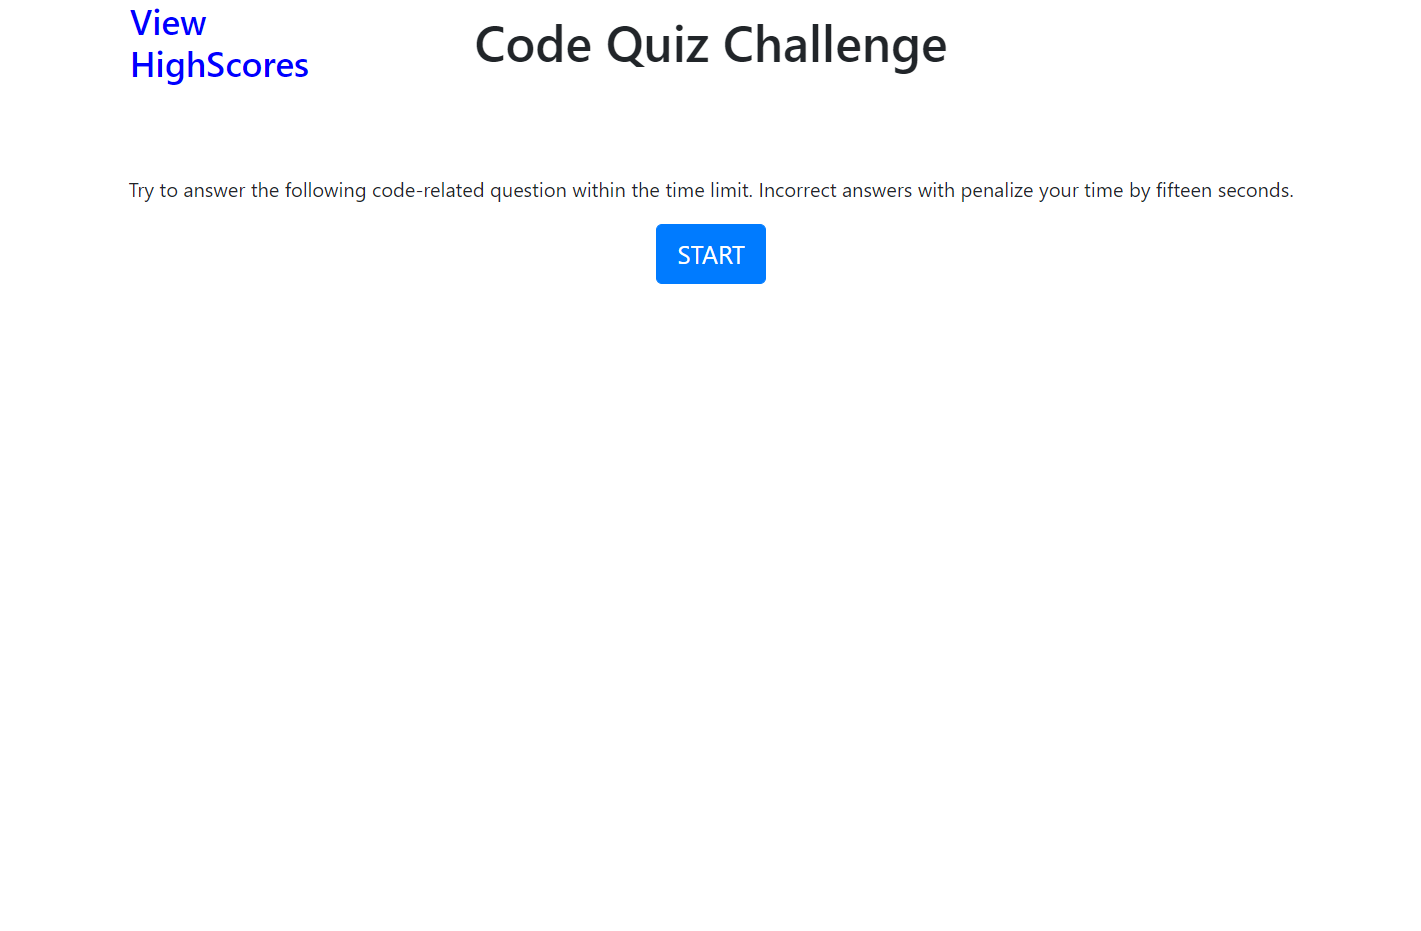 View
HighScores
Code Quiz Challenge
Try to answer the following code-related question within the time limit. Incorrect answers with penalize your time by fifteen seconds.
START